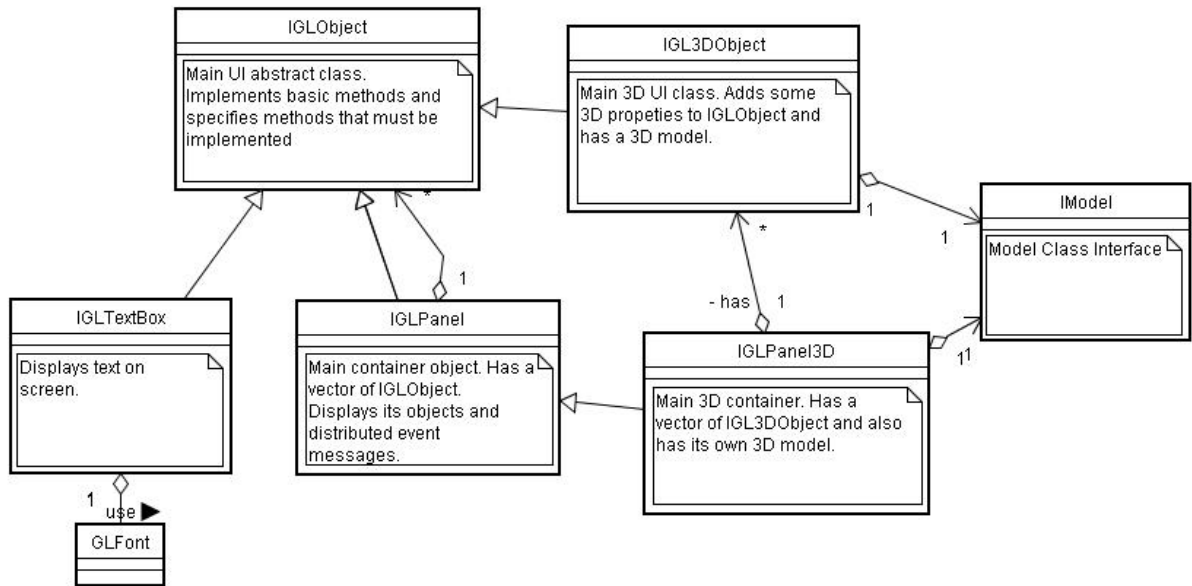 IGLObject
Main UI abstract class.
Implements basic methods and
specifies methods that must be
implemented
IGL3DObject
Main 3D UI class. Adds some
3D propeties to IGLObject and
has a 3D model.
*
1
1
*
IModel
Model Class Interface
1
- has
1
IGLTextBox
Displays text on
screen.
IGLPanel
Main container object. Has a
vector of IGLObject.
Displays its objects and
distributed event
messages.
IGLPanel3D
Main 3D container. Has a
vector of IGL3DObject and also
has its own 3D model.
1
1
1
use ▶
GLFont